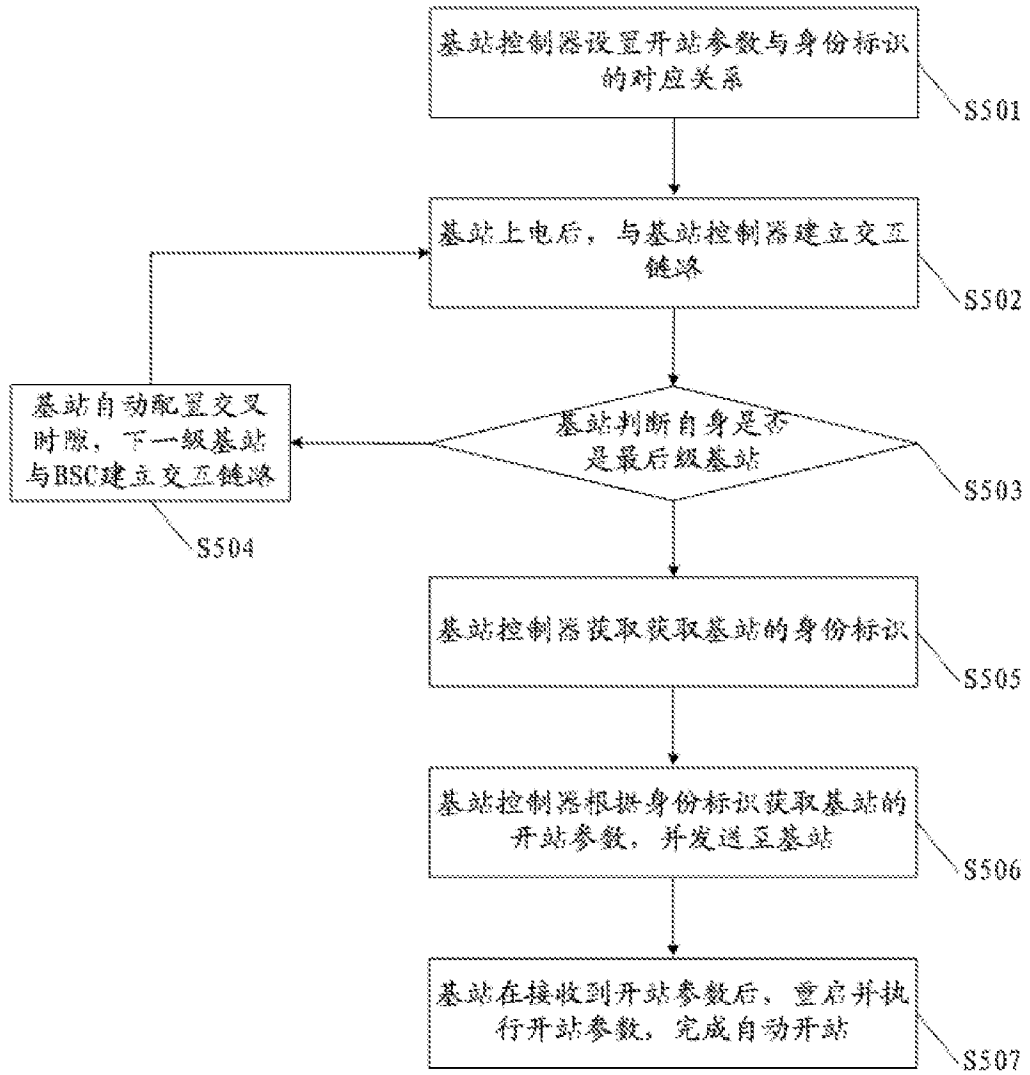 基站控制器设置开站参数与身份标识
的对应关系
S501
基站上电后，与基站控制器建立交互
链路
S502
基站自动配置交叉
时隙，下一级基站
与BSC建立交互链路
S504
基站判断自身是否
是最后级基站
S503
基站控制器获取获取基站的身份标识
S505
基站控制器根据身份标识获取基站的
开站参数，并发送至基站
S506
基站在接收到开站参数后，重启并执
行开站参数，完成自动开站
S507